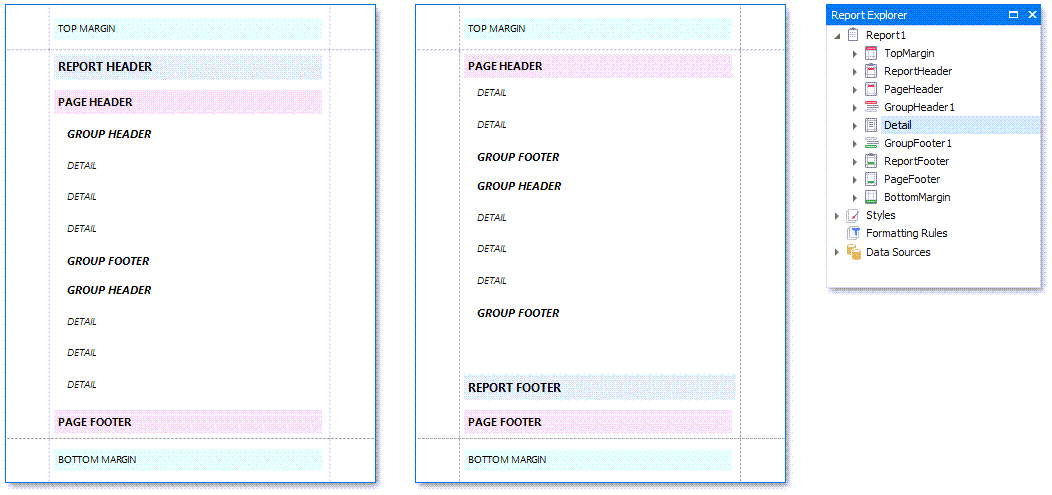 TOP MARGIN
REPORT HEADER
PAGE HEADER
GROUP HEADER
DETAIL
DETAIL
DETAIL
GROUP FOOTER
GROUP HEADER
DETAIL
DETAIL
DETAIL
PAGE FOOTER
BOTTOM MARGIN
TOP MARGIN
PAGE HEADER
DETAIL
DETAIL
GROUP FOOTER
GROUP HEADER
DETAIL
DETAIL
DETAIL
GROUP FOOTER
REPORT FOOTER
PAGE FOOTER
BOTTOM MARGIN
Report Explorer
Report1
TopMargin
ReportHeader
PageHeader
GroupHeader1
Detail
GroupFooter1
ReportFooter
PageFooter
BottomMargin
Styles
Formatting Rules
Data Sources